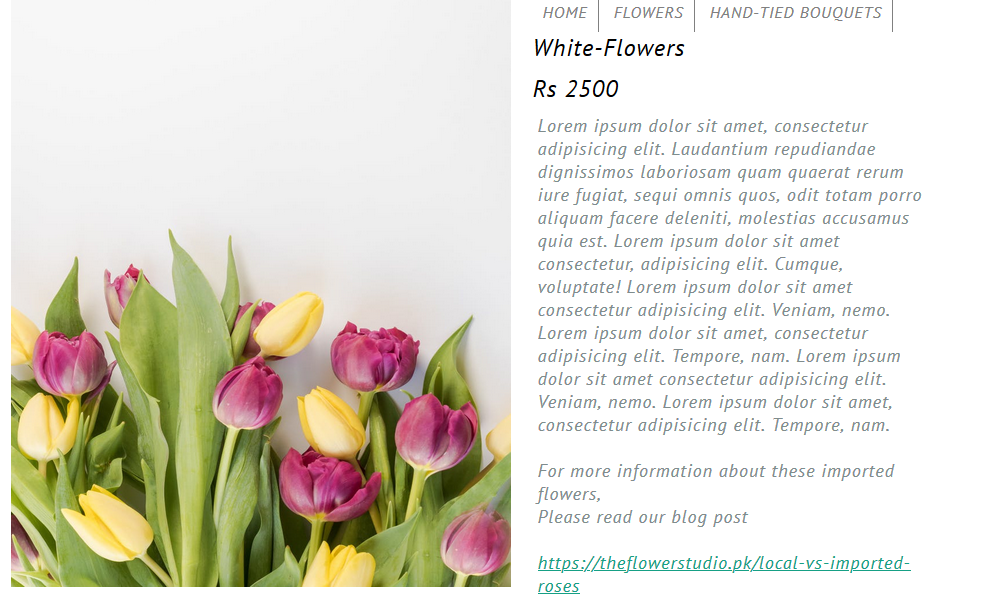 HOME FLOWERS HAND-TIED BOUQUETS
White-Flowers
Rs 2500
Lorem ipsum dolor sit amet, consectetur
adipisicing elit. Laudantium repudiandae
dignissimos laboriosam quam quaerat rerum
iure fugiat, sequi omnis quos, odit totam porro
aliquam facere deleniti, molestias accusamus
quia est. Lorem ipsum dolor sit amet
consectetur, adipisicing elit. Cumque,
voluptate! Lorem ipsum dolor sit amet
consectetur adipisicing elit. Veniam, nemo.
Lorem ipsum dolor sit amet, consectetur
adipisicing elit. Tempore, nam. Lorem ipsum
dolor sit amet consectetur adipisicing elit.
Veniam, nemo. Lorem ipsum dolor sit amet,
consectetur adipisicing elit. Tempore, nam.
For more information about these imported
flowers,
Please read our blog post
https://theflowerstudio.pk/local-vs-imported-
roses